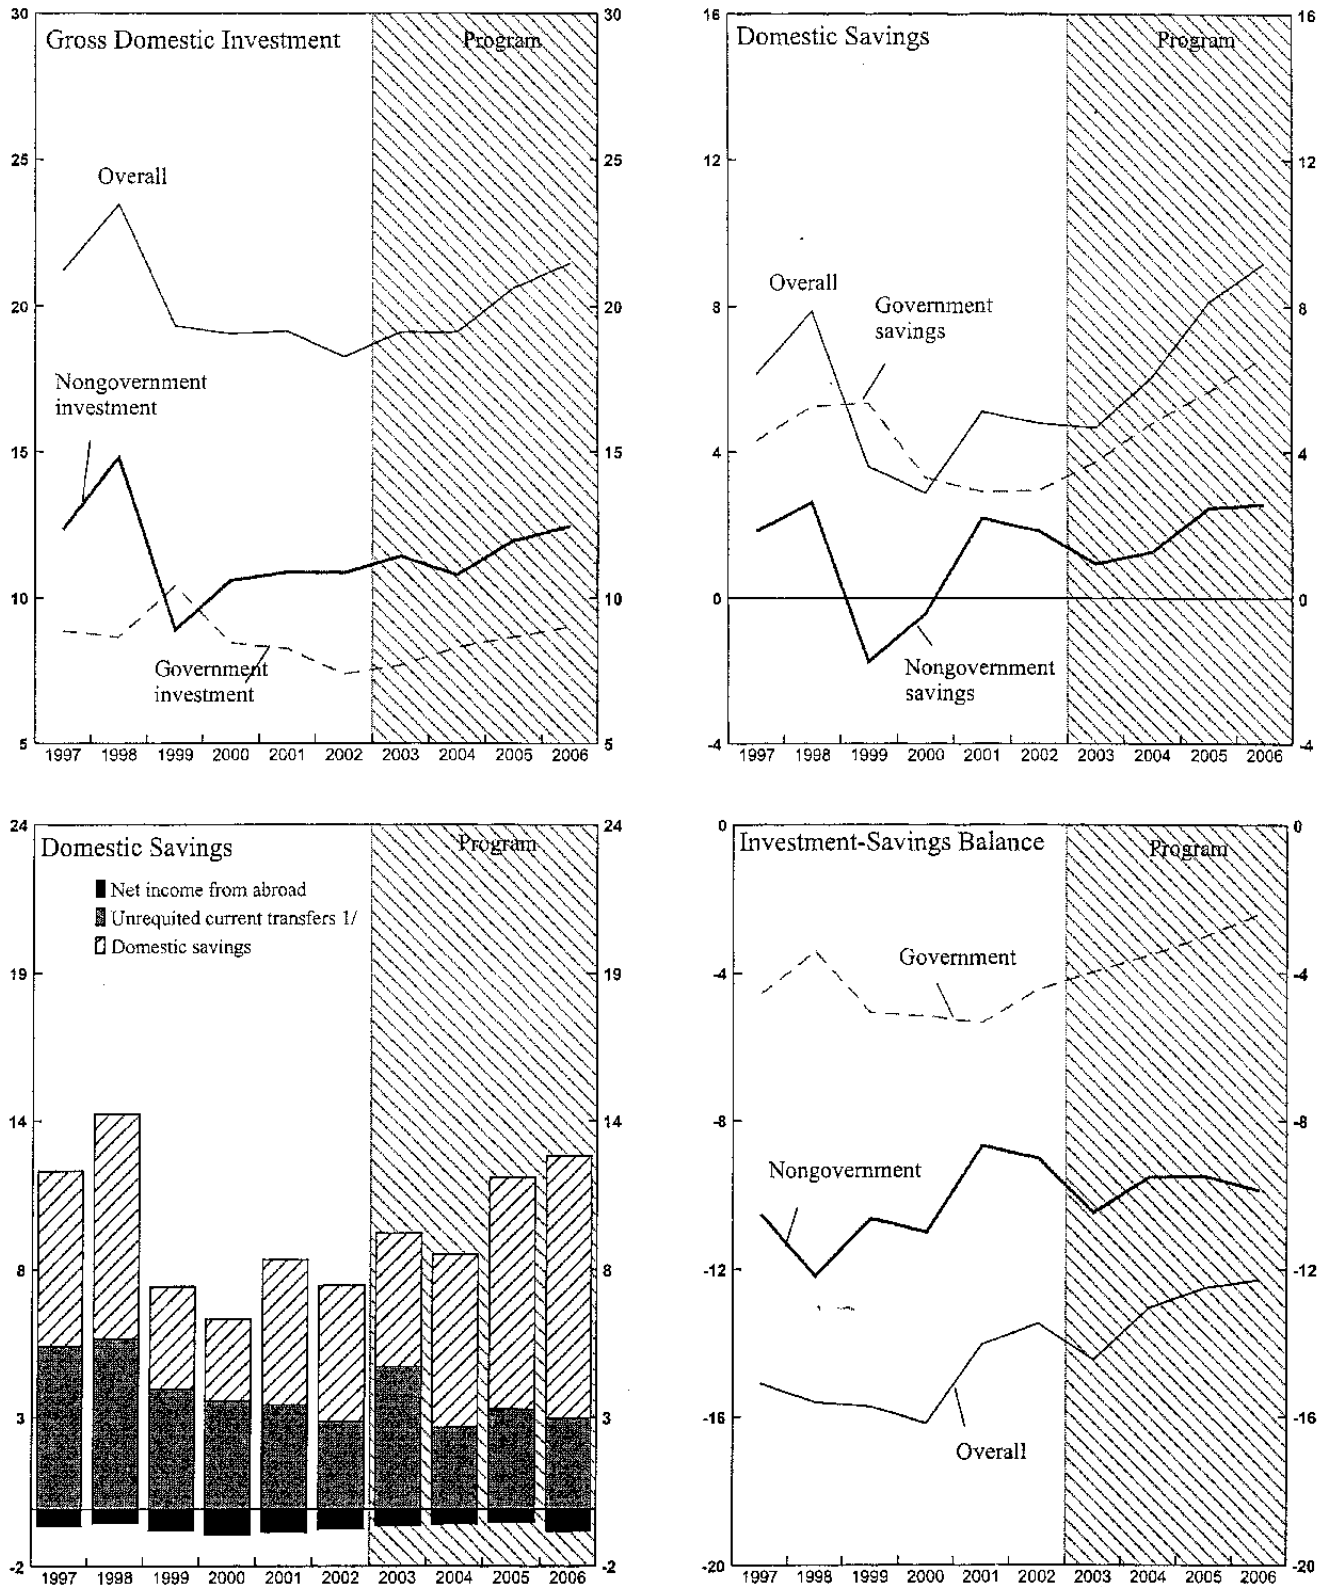 Gross Domestic Investment
Program
30
25
20
15
10
5
30
25
20
15
10
5
Overall
Nongovernment
investment
Government
investment
1997 1998 1999 2000 2001 2002 2003 2004 2005 2006
Domestic Savings
Program
16
12
8
4
0
-4
16
12
8
4
0
-4
Overall
Government
savings
Nongovernment
savings
1997 1998 1999 2000 2001 2002 2003 2004 2005 2006
Domestic Savings
Program
Net income from abroad
Unrequited current transfers 1/
Domestic savings
24
19
14
8
3
-2
24
19
14
8
3
-2
1997 1998 1999 2000 2001 2002 2003 2004 2005 2006
Investment-Savings Balance
Program
0
-4
-8
-12
-16
-20
0
-4
-8
-12
-16
-20
Government
Nongovernment
Overall
1997 1998 1999 2000 2001 2002 2003 2004 2005 2006